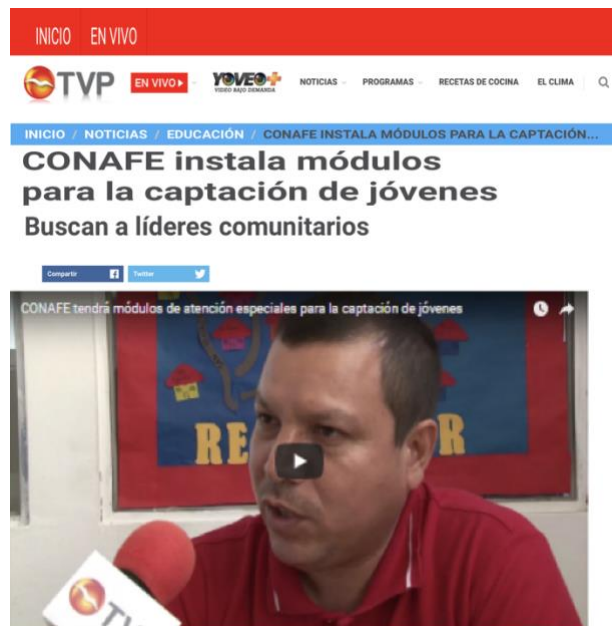 INICIO EN VIVO
TVP EN VIVO YOVEO+ NOTICIAS PROGRAMAS RECETAS DE COCINA EL CLIMA
VIDEO BAJO DEMANDA
INICIO / NOTICIAS / EDUCACIÓN / CONAFE INSTALA MÓDULOS PARA LA CAPTACIÓN...
CONAFE instala módulos
para la captación de jóvenes
Buscan a líderes comunitarios
Compartir Twitter
CONAFE tendrá módulos de atención especiales para la captación de jóvenes
RE R
TVP